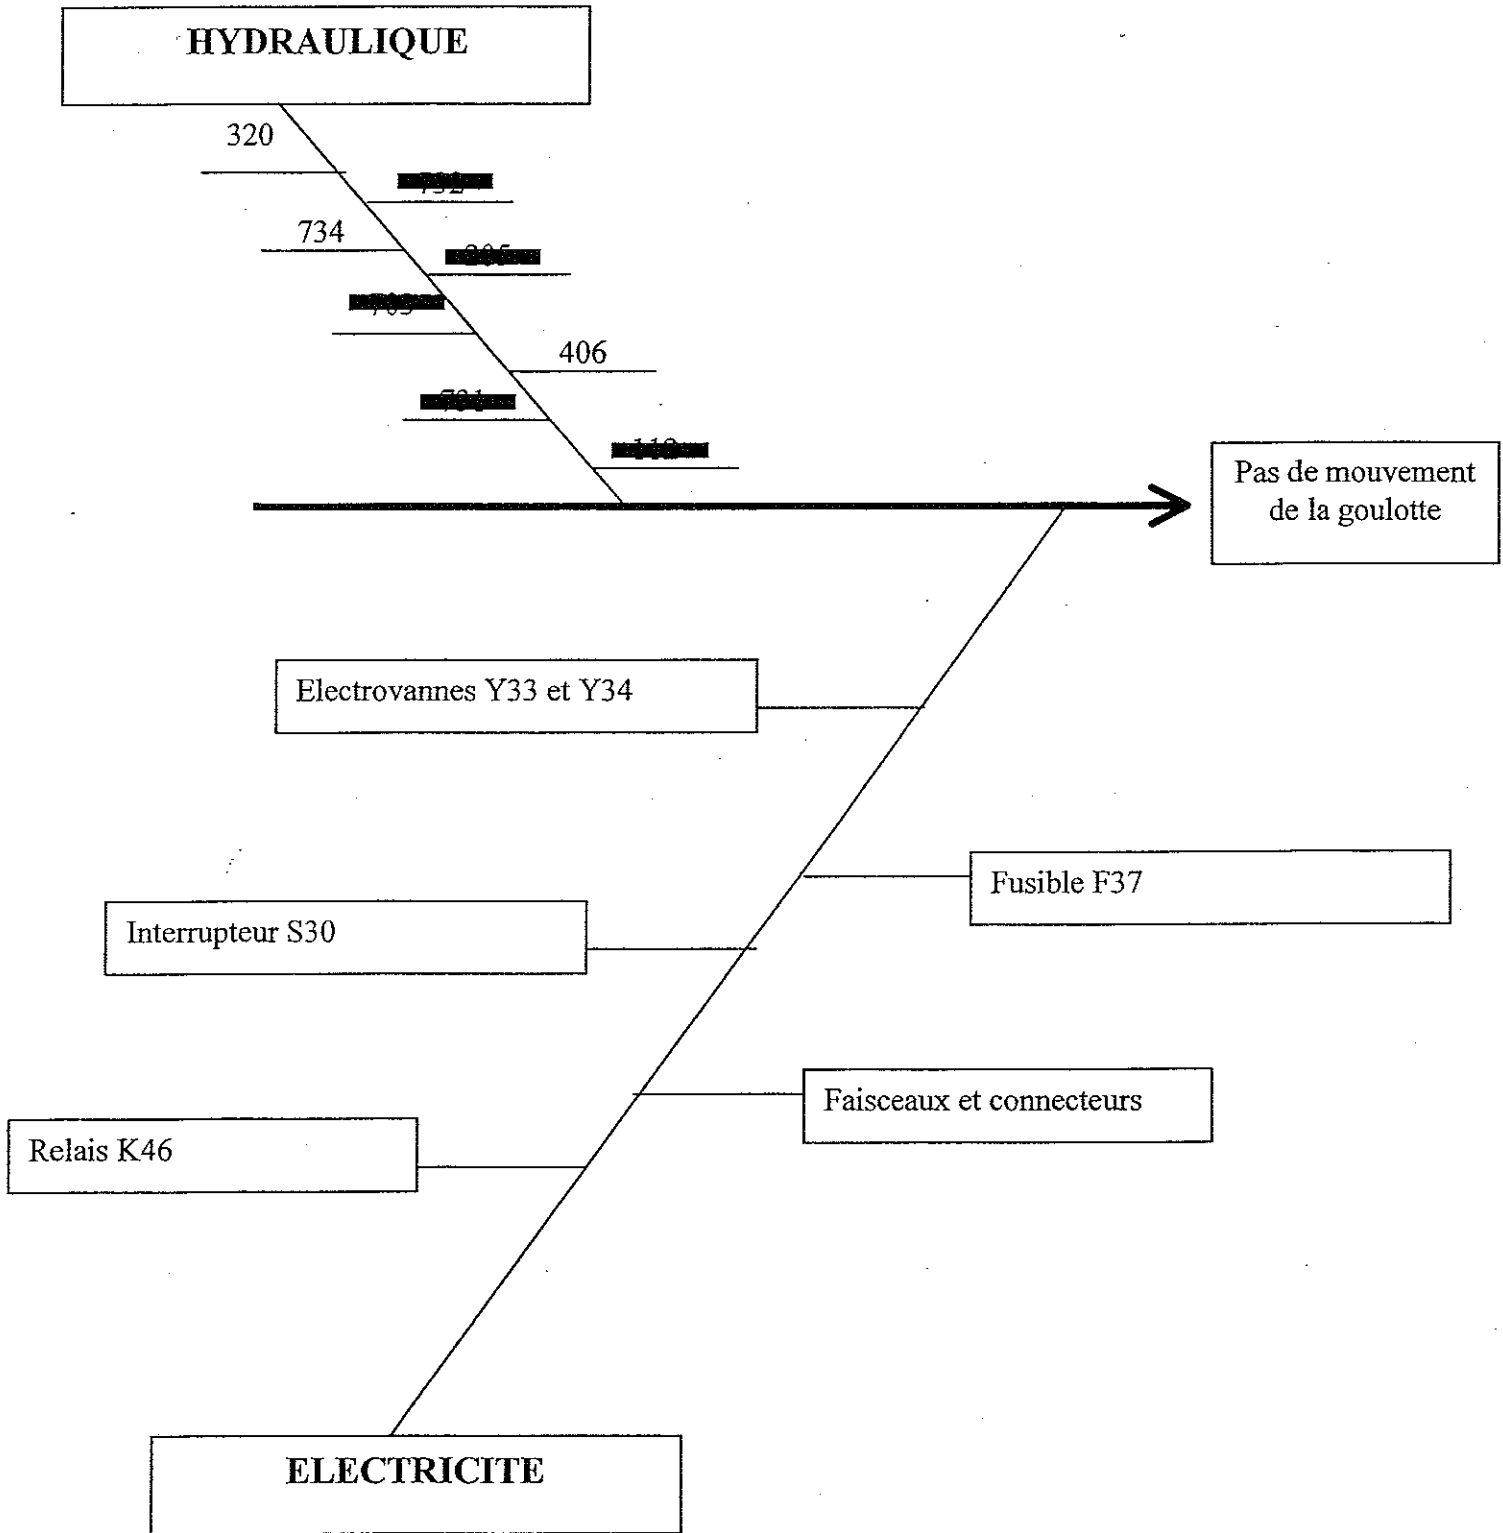 HYDRAULIQUE
320
734
406
Pas de mouvement
de la goulotte
Electrovannes Y33 et Y34
Fusible F37
Interrupteur S30
Faisceaux et connecteurs
Relais K46
ELECTRICITE